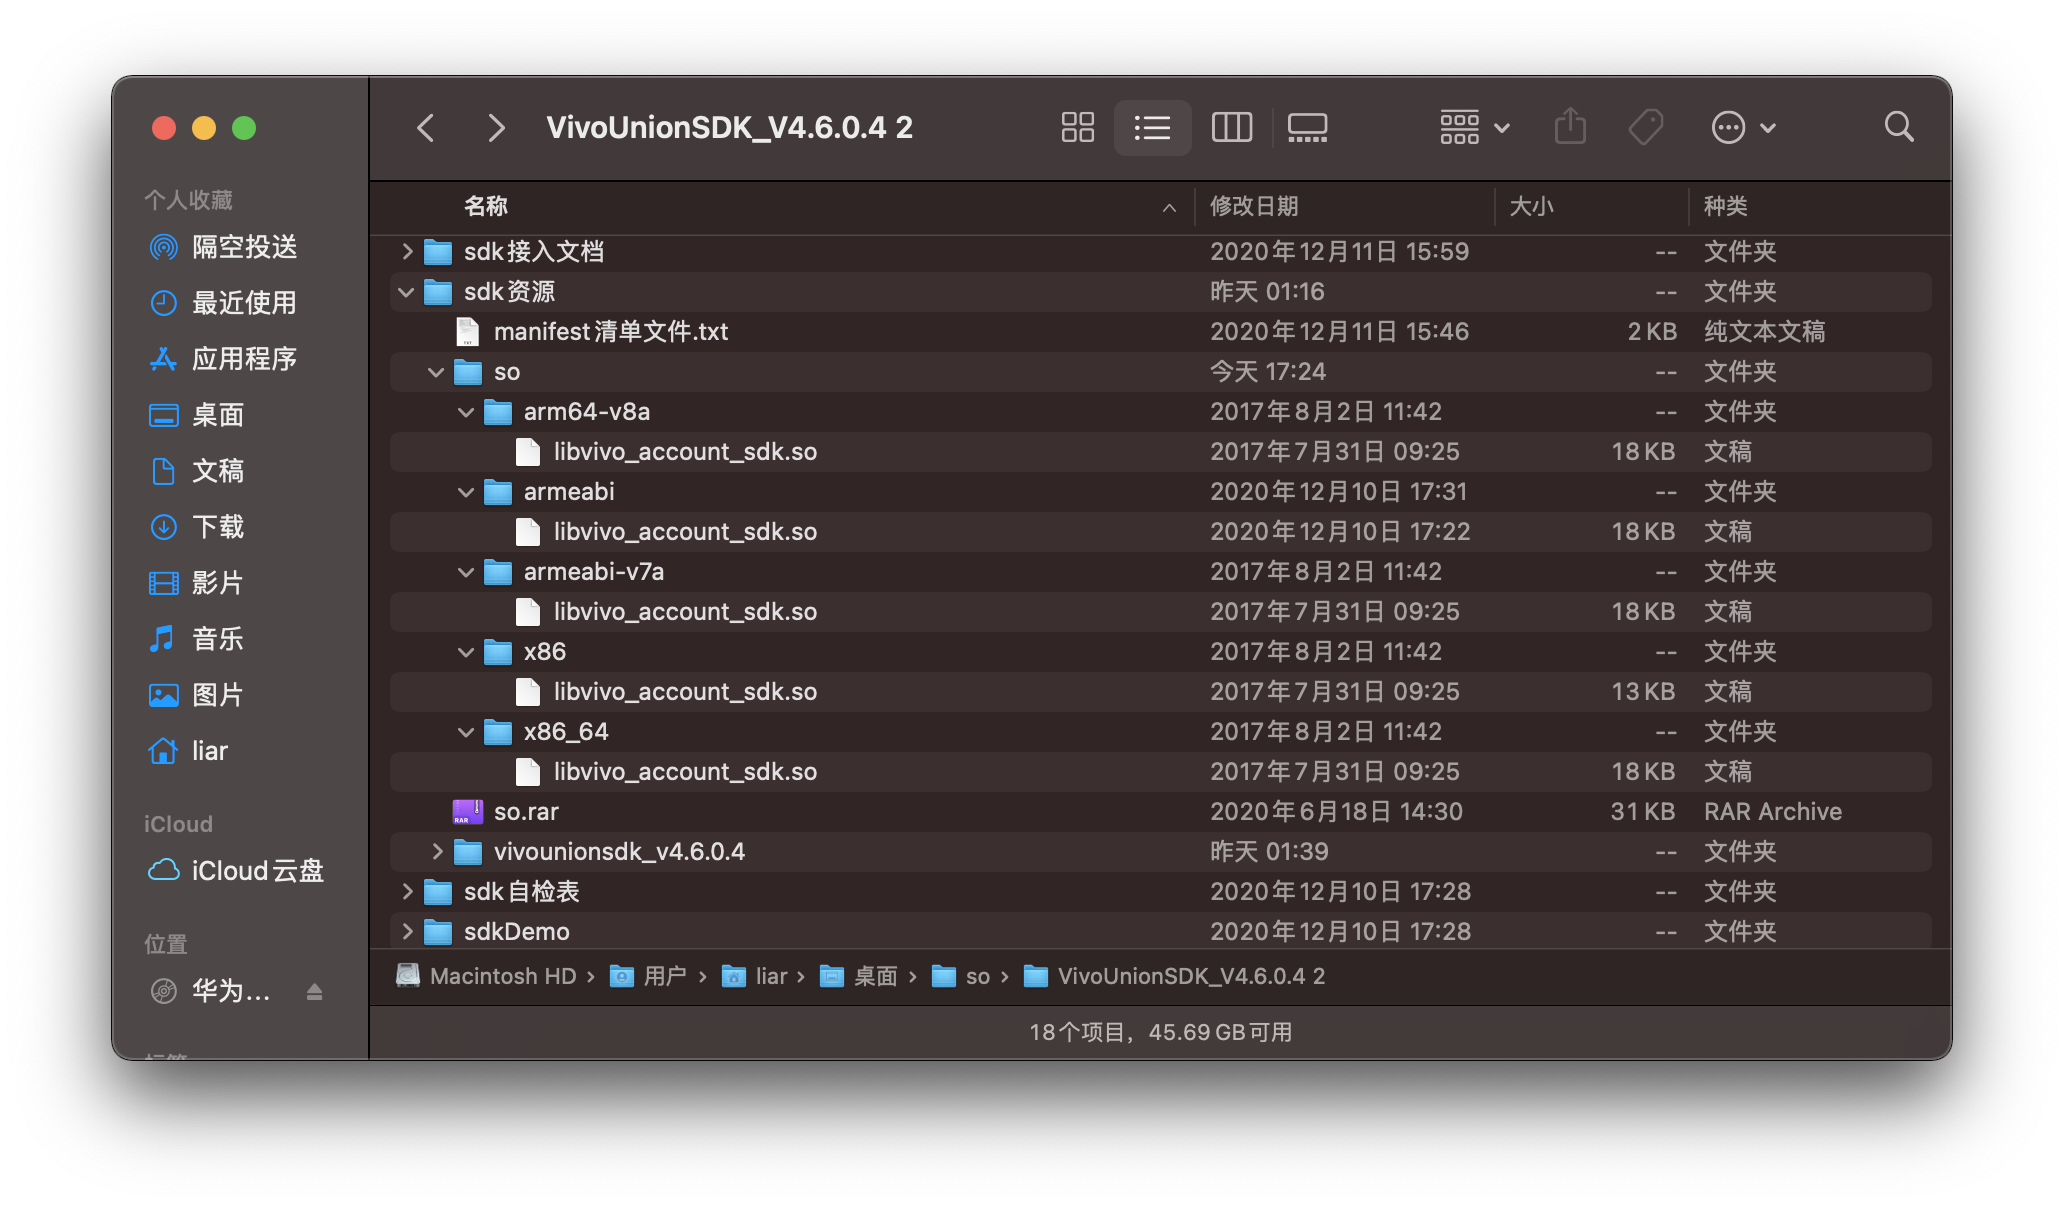 VivoUnionSDK_V4.6.0.4 2
个人收藏
隔空投送
最近使用
应用程序
桌面
文稿
下载
影片
音乐
图片
liar
iCloud
iCloud云盘
位置
华为...
名称 修改日期 大小 种类
sdk接入文档 2020年12月11日 15:59 -- 文件夹
sdk资源 昨天 01:16 -- 文件夹
manifest清单文件.txt 2020年12月11日 15:46 2 KB 纯文本文稿
so 今天 17:24 -- 文件夹
arm64-v8a 2017年8月2日 11:42 -- 文件夹
libvivo_account_sdk.so 2017年7月31日 09:25 18 KB 文稿
armeabi 2020年12月10日 17:31 -- 文件夹
libvivo_account_sdk.so 2020年12月10日 17:22 18 KB 文稿
armeabi-v7a 2017年8月2日 11:42 -- 文件夹
libvivo_account_sdk.so 2017年7月31日 09:25 18 KB 文稿
x86 2017年8月2日 11:42 -- 文件夹
libvivo_account_sdk.so 2017年7月31日 09:25 13 KB 文稿
x86_64 2017年8月2日 11:42 -- 文件夹
libvivo_account_sdk.so 2017年7月31日 09:25 18 KB 文稿
so.rar 2020年6月18日 14:30 31 KB RAR Archive
vivounionsdk_v4.6.0.4 昨天 01:39 -- 文件夹
sdk自检表 2020年12月10日 17:28 -- 文件夹
sdkDemo 2020年12月10日 17:28 -- 文件夹
Macintosh HD › 用户 › liar › 桌面 › so › VivoUnionSDK_V4.6.0.4 2
18个项目，45.69 GB可用